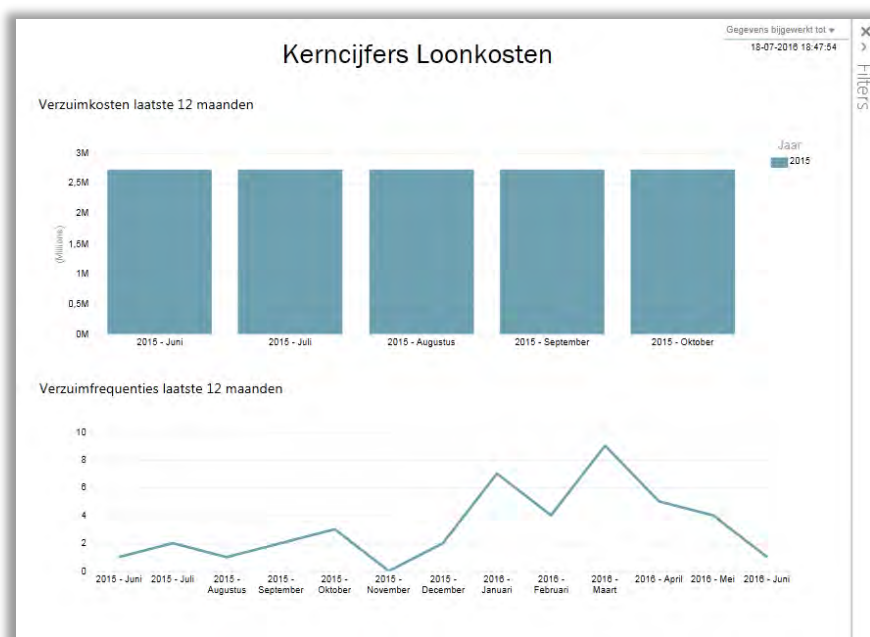 Gegevens bijgewerkt tot
18-07-2016 18:47:54
Filters
Kerncijfers Loonkosten
Verzuimkosten laatste 12 maanden
Jaar
2015
(Millions)
3M
2,5M
2M
1,5M
1M
0,5M
0M
2015 - Juni
2015 - Juli
2015 - Augustus
2015 - September
2015 - Oktober
Verzuimfrequenties laatste 12 maanden
10
8
6
4
2
0
2015 - Juni
2015 - Juli
2015 -
Augustus
2015 -
September
2015 -
Oktober
2015 -
November
2015 -
December
2016 -
Januari
2016 -
Februari
2016 -
Maart
2016 - April
2016 - Mei
2016 - Juni